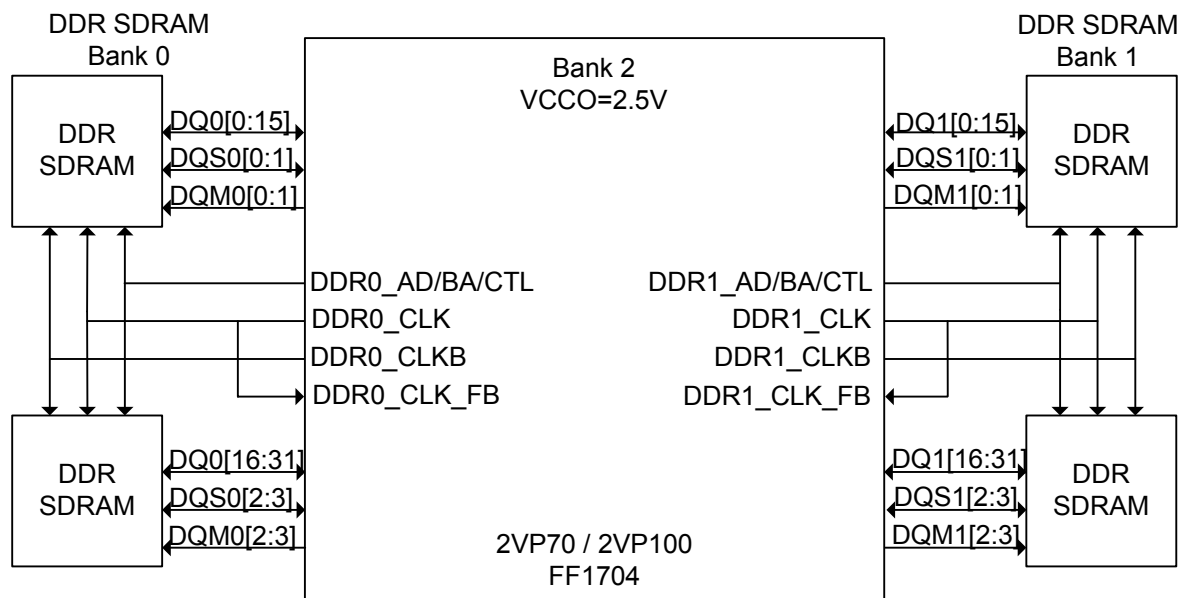 DDR SDRAM
Bank 0
DDR SDRAM
Bank 1
Bank 2
VCCO=2.5V
DDR
SDRAM
DQ0[0:15]
DQS0[0:1]
DQM0[0:1]
DQ1[0:15]
DQS1[0:1]
DQM1[0:1]
DDR
SDRAM
DDR0_AD/BA/CTL
DDR0_CLK
DDR0_CLKB
DDR0_CLK_FB
DDR1_AD/BA/CTL
DDR1_CLK
DDR1_CLKB
DDR1_CLK_FB
DDR
SDRAM
DQ0[16:31]
DQS0[2:3]
DQM0[2:3]
DQ1[16:31]
DQS1[2:3]
DQM1[2:3]
DDR
SDRAM
2VP70 / 2VP100
FF1704